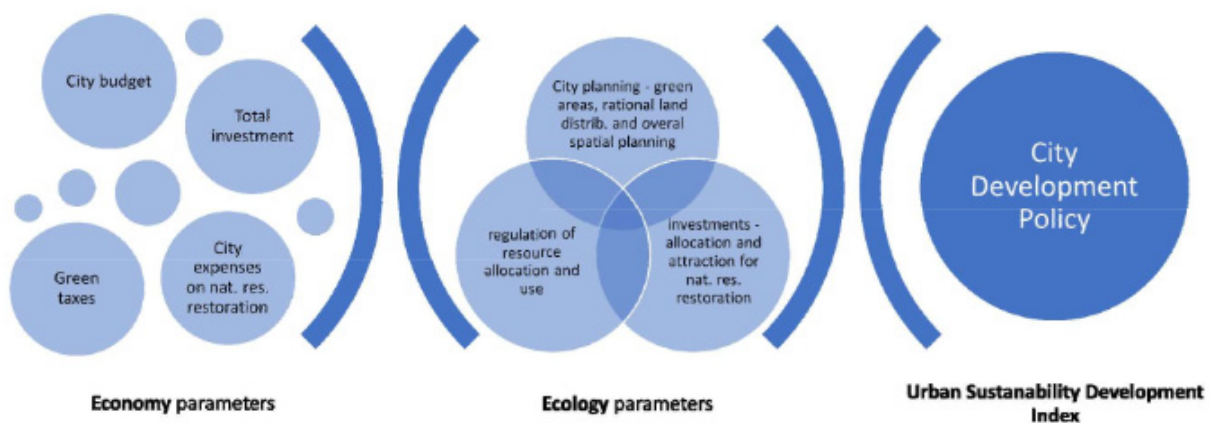 City budget
Total
investment
Green
taxes
City
expenses
on nat. res.
restoration
Economy parameters
City planning - green
areas, rational land
distrib. and overal
spatial planning
regulation of
resource
allocation and
use
investments -
allocation and
attraction for
nat. res.
restoration
Ecology parameters
City
Development
Policy
Urban Sustanability Development
Index